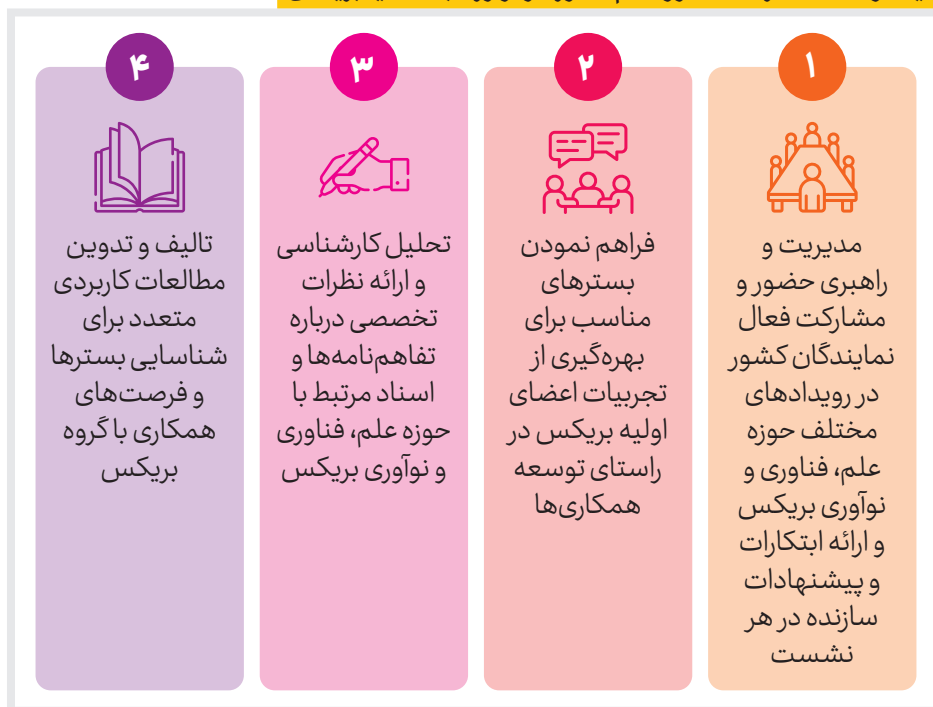 ۱
مدیریت و
راهبری حضور و
مشارکت فعال
نمایندگان کشور
در رویدادهای
مختلف حوزه
علم، فناوری و
نوآوری بریکس
و ارائه ابتکارات
و پیشنهادات
سازنده در هر
نشست
۲
فراهم نمودن
بسترهای
مناسب برای
بهره‌گیری از
تجربیات اعضای
اولیه بریکس در
راستای توسعه
همکاری‌ها
۳
تحلیل کارشناسی
و ارائه نظرات
تخصصی درباره
تفاهم‌نامه‌ها و
اسناد مرتبط با
حوزه علم، فناوری
و نوآوری بریکس
۴
تالیف و تدوین
مطالعات کاربردی
متعدد برای
شناسایی بسترها
و فرصت‌های
همکاری با گروه
بریکس